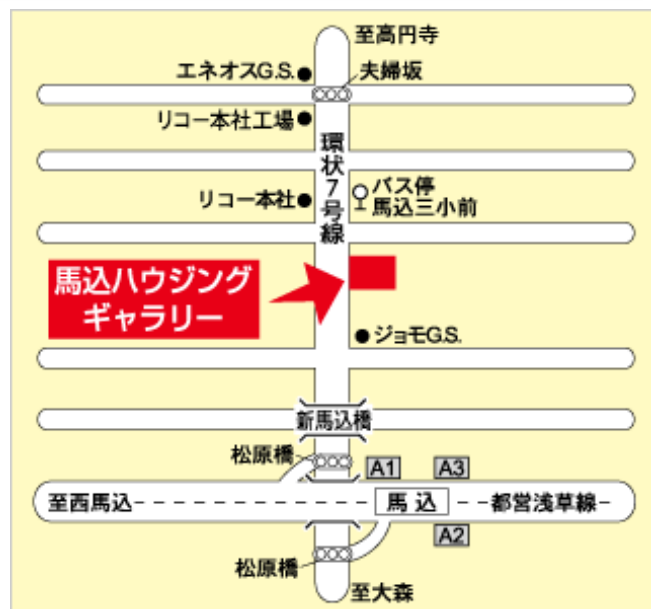 至高円寺
エネオスG.S.
夫婦坂
リコー本社工場
環状7号線
リコー本社
バス停
馬込三小前
馬込ハウジング
ギャラリー
ジョモG.S.
新馬込橋
松原橋
A1
A3
至西馬込
馬込
都営浅草線
A2
松原橋
至大森